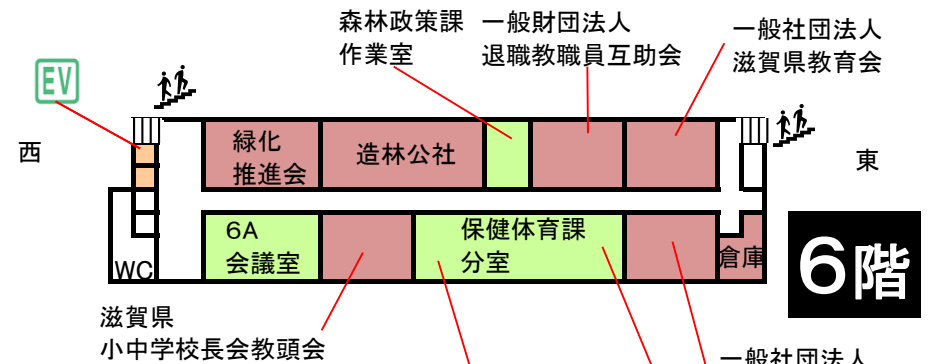 森林政策課
作業室
一般財団法人
退職教職員互助会
一般社団法人
滋賀県教育会
EV
西
東
緑化
推進会
造林公社
6A
会議室
保健体育課
分室
WC
倉庫
6階
滋賀県
小中学校長会教頭会
一般社団法人